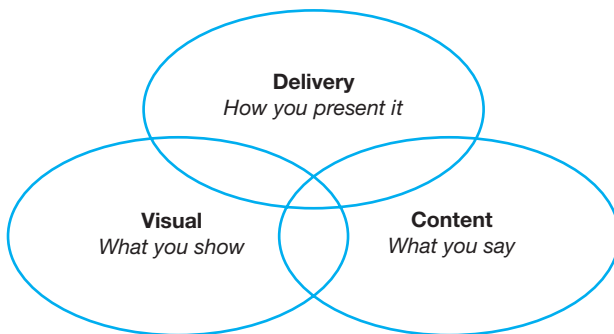 Delivery
How you present it
Visual
What you show
Content
What you say